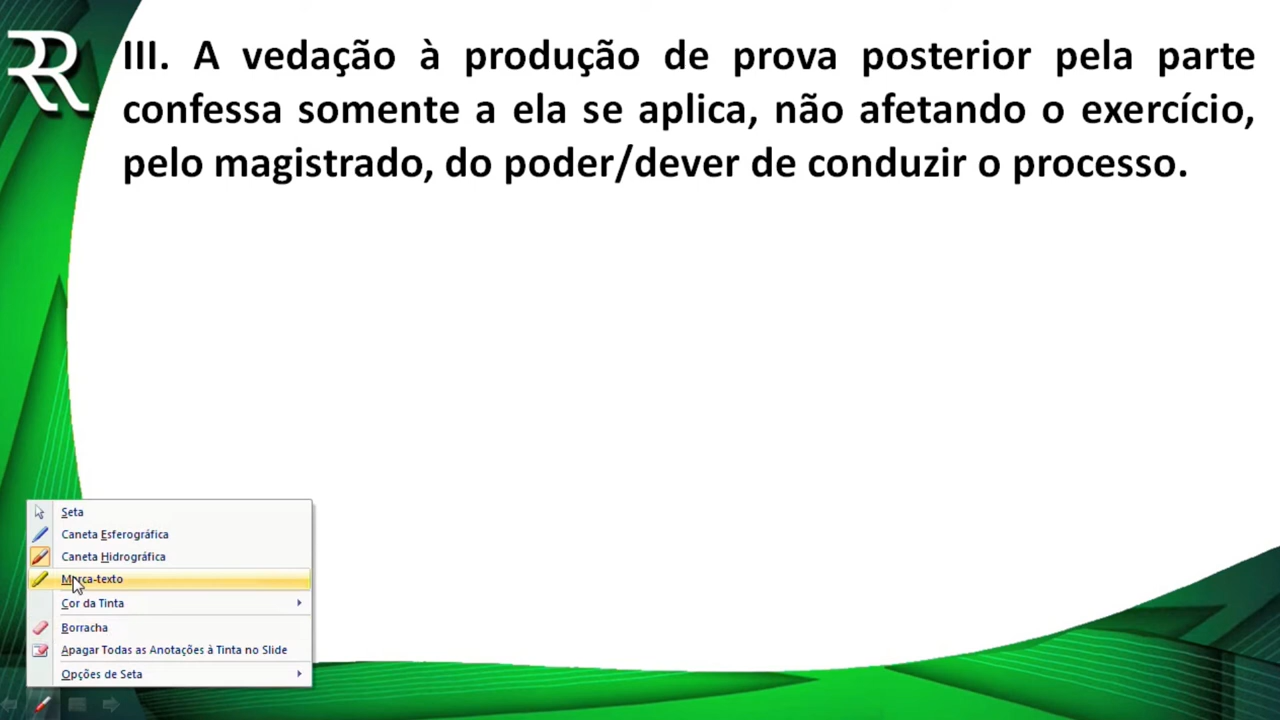 RR
III. A vedação à produção de prova posterior pela parte
confessa somente a ela se aplica, não afetando o exercício,
pelo magistrado, do poder/dever de conduzir o processo.
Seta
Caneta Esferográfica
Caneta Hidrográfica
Marca-texto
Cor da Tinta
Borracha
Apagar Todas as Anotações à Tinta no Slide
Opções de Seta